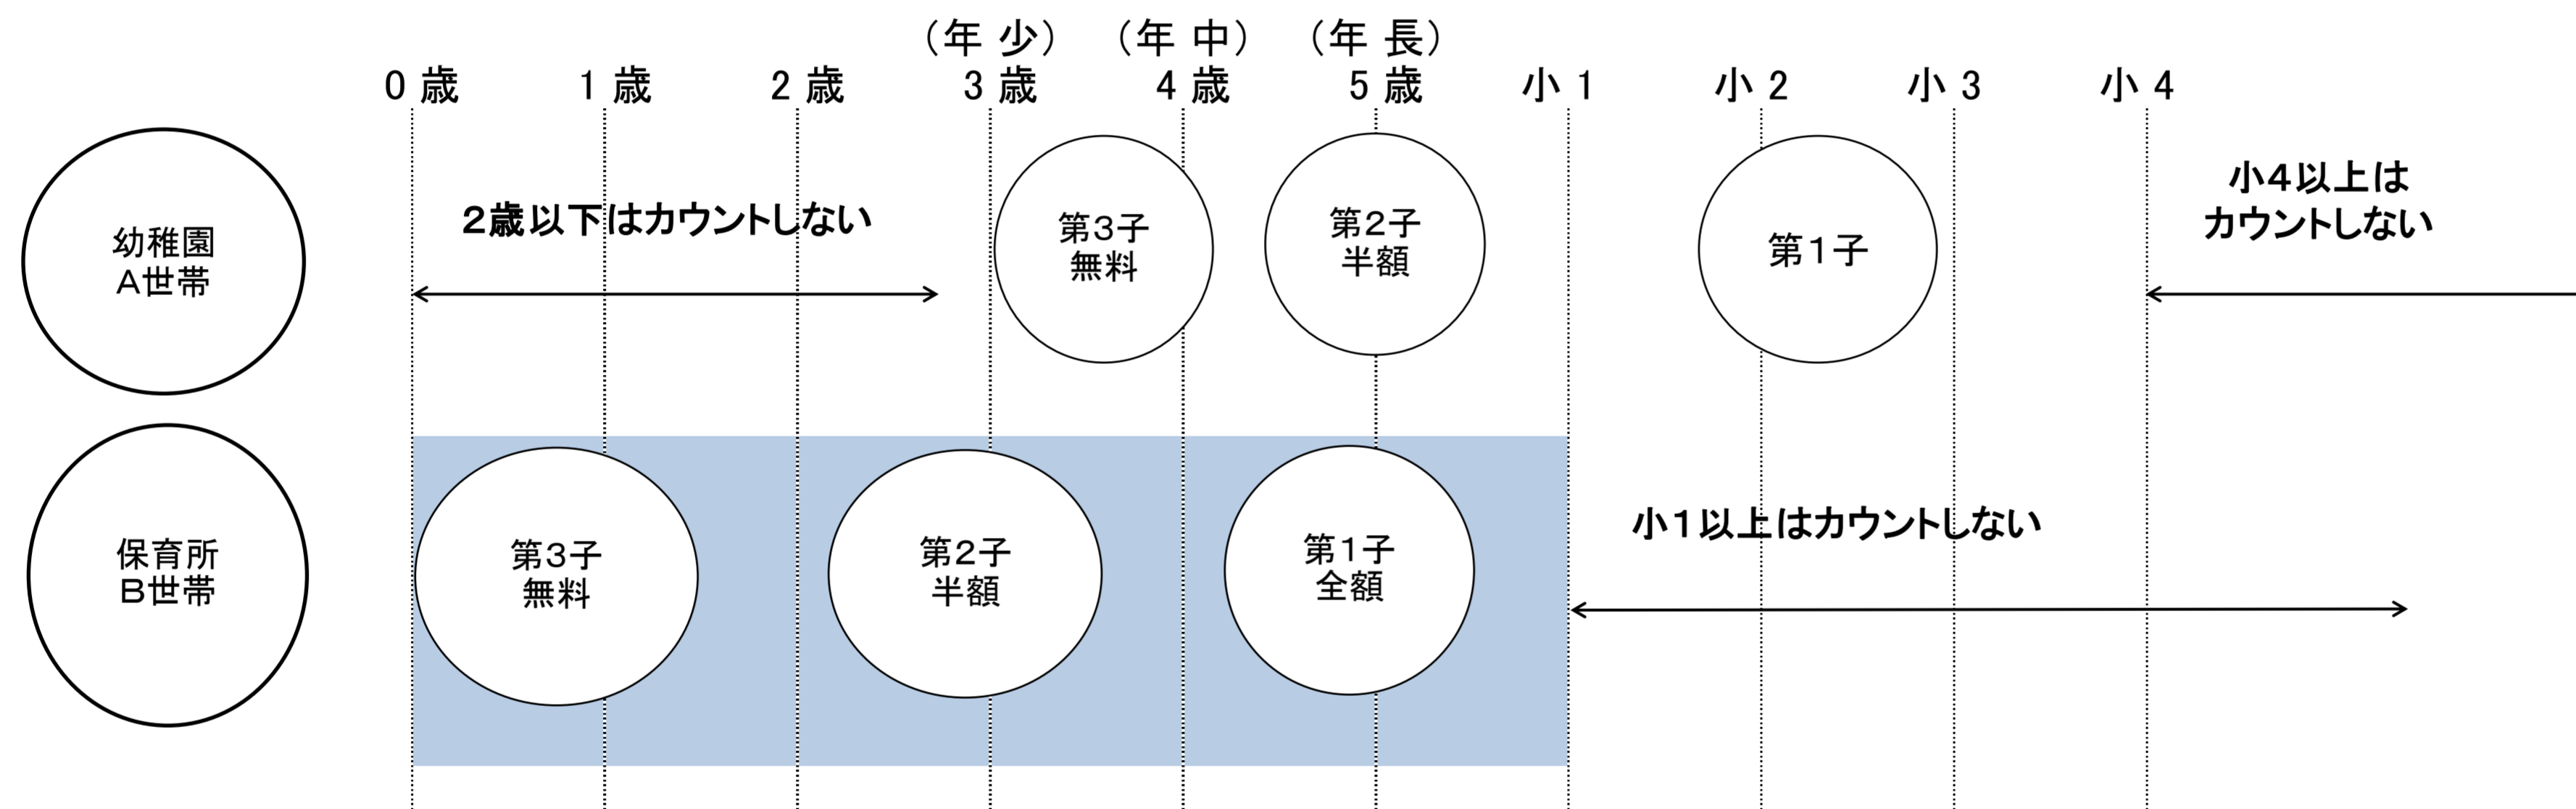 （年 少） （年 中） （年 長）
0 歳 1 歳 2 歳 3 歳 4 歳 5 歳 小 1 小 2 小 3 小 4
幼稚園
A世帯
２歳以下はカウントしない
第３子
無料
第２子
半額
第１子
小４以上は
カウントしない
保育所
B世帯
第３子
無料
第２子
半額
第１子
全額
小１以上はカウントしない